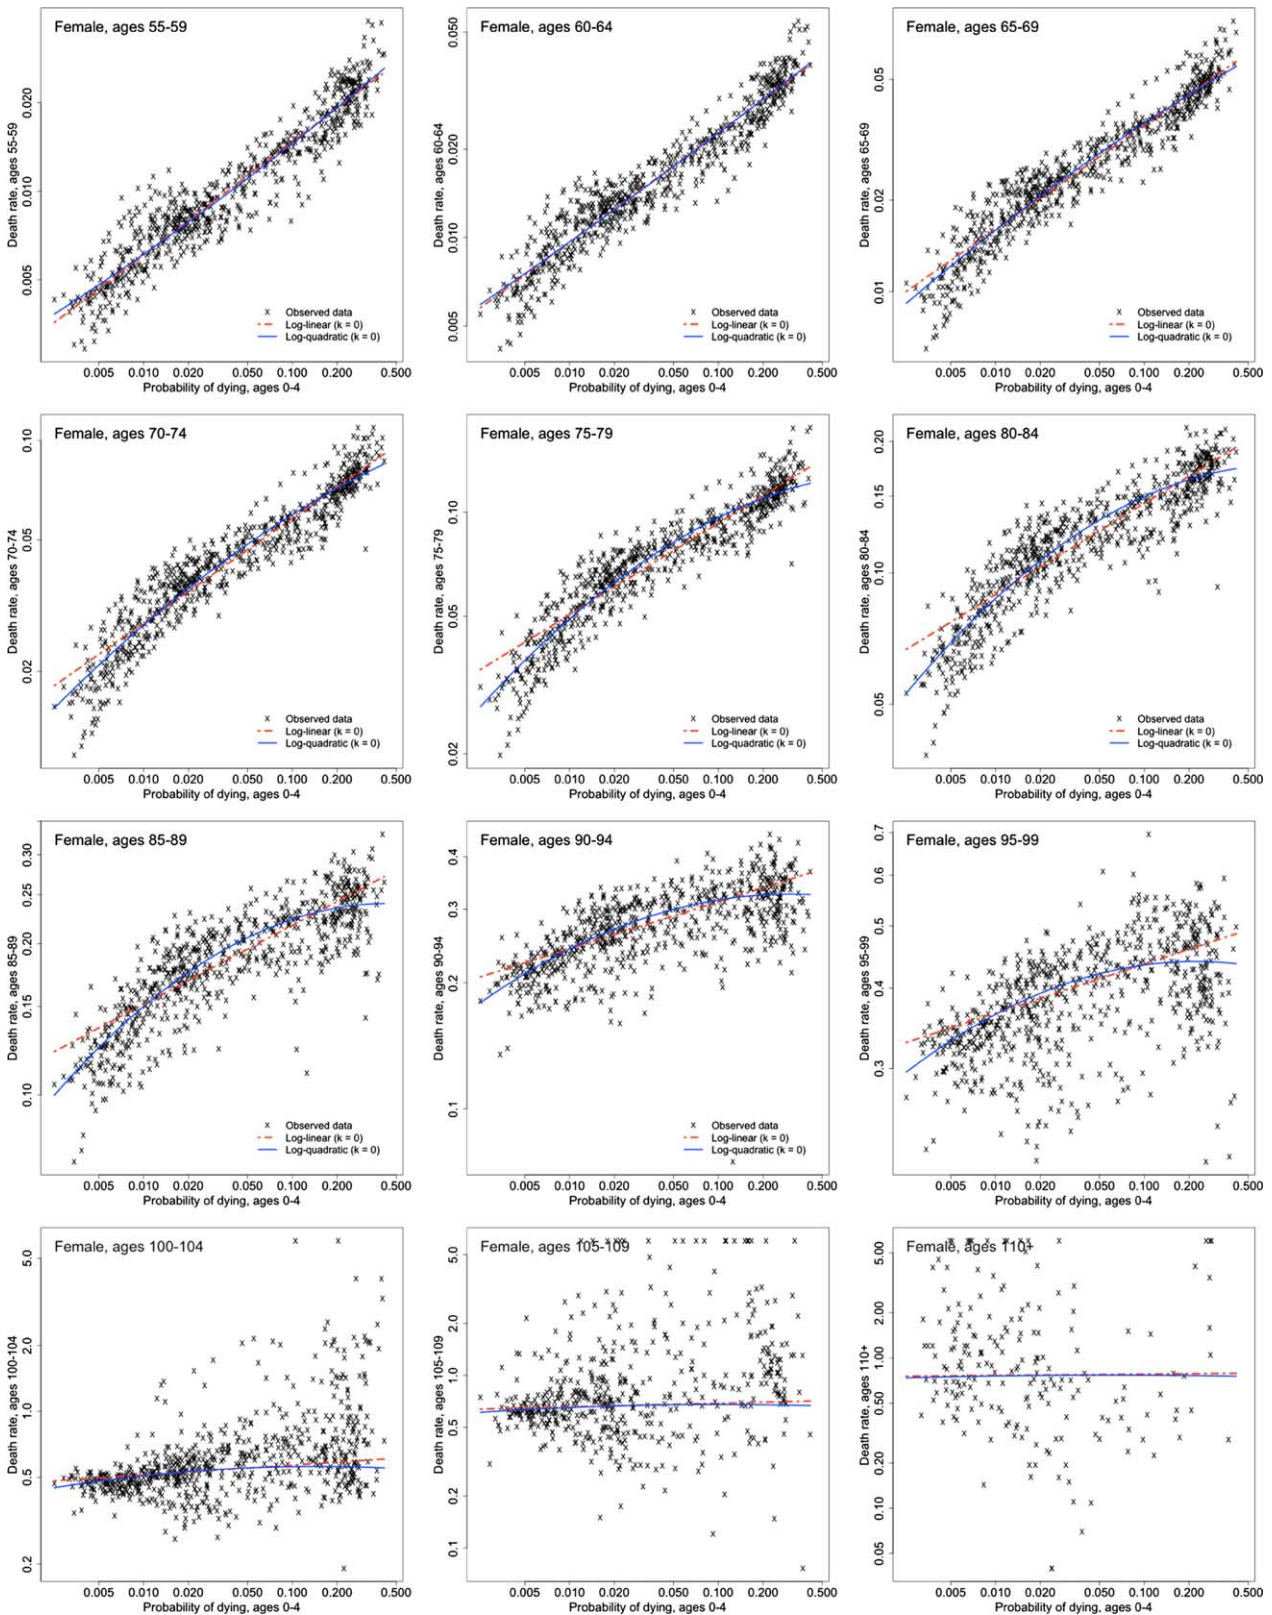 Female, ages 55-59
Death rate, ages 55-59
0.020
0.010
0.005
× Observed data
Log-linear (k = 0)
Log-quadratic (k = 0)
0.005 0.010 0.020 0.050 0.100 0.200 0.500
Probability of dying, ages 0-4
Female, ages 60-64
Death rate, ages 60-64
0.050
0.020
0.010
0.005
× Observed data
Log-linear (k = 0)
Log-quadratic (k = 0)
0.005 0.010 0.020 0.050 0.100 0.200 0.500
Probability of dying, ages 0-4
Female, ages 65-69
Death rate, ages 65-69
0.05
0.02
0.01
× Observed data
Log-linear (k = 0)
Log-quadratic (k = 0)
0.005 0.010 0.020 0.050 0.100 0.200 0.500
Probability of dying, ages 0-4
Female, ages 70-74
Death rate, ages 70-74
0.10
0.05
0.02
× Observed data
Log-linear (k = 0)
Log-quadratic (k = 0)
0.005 0.010 0.020 0.050 0.100 0.200 0.500
Probability of dying, ages 0-4
Female, ages 75-79
Death rate, ages 75-79
0.10
0.05
0.02
× Observed data
Log-linear (k = 0)
Log-quadratic (k = 0)
0.005 0.010 0.020 0.050 0.100 0.200 0.500
Probability of dying, ages 0-4
Female, ages 80-84
Death rate, ages 80-84
0.20
0.15
0.10
0.05
× Observed data
Log-linear (k = 0)
Log-quadratic (k = 0)
0.005 0.010 0.020 0.050 0.100 0.200 0.500
Probability of dying, ages 0-4
Female, ages 85-89
Death rate, ages 85-89
0.30
0.25
0.20
0.15
0.10
× Observed data
Log-linear (k = 0)
Log-quadratic (k = 0)
0.005 0.010 0.020 0.050 0.100 0.200 0.500
Probability of dying, ages 0-4
Female, ages 90-94
Death rate, ages 90-94
0.4
0.3
0.2
0.1
× Observed data
Log-linear (k = 0)
Log-quadratic (k = 0)
0.005 0.010 0.020 0.050 0.100 0.200 0.500
Probability of dying, ages 0-4
Female, ages 95-99
Death rate, ages 95-99
0.7
0.6
0.5
0.4
0.3
0.005 0.010 0.020 0.050 0.100 0.200 0.500
Probability of dying, ages 0-4
Female, ages 100-104
Death rate, ages 100-104
5.0
2.0
1.0
0.5
0.2
0.005 0.010 0.020 0.050 0.100 0.200 0.500
Probability of dying, ages 0-4
Female, ages 105-109
Death rate, ages 105-109
5.0
2.0
1.0
0.5
0.2
0.1
0.005 0.010 0.020 0.050 0.100 0.200 0.500
Probability of dying, ages 0-4
Female, ages 110+
Death rate, ages 110+
5.00
2.00
1.00
0.50
0.20
0.10
0.05
0.005 0.010 0.020 0.050 0.100 0.200 0.500
Probability of dying, ages 0-4